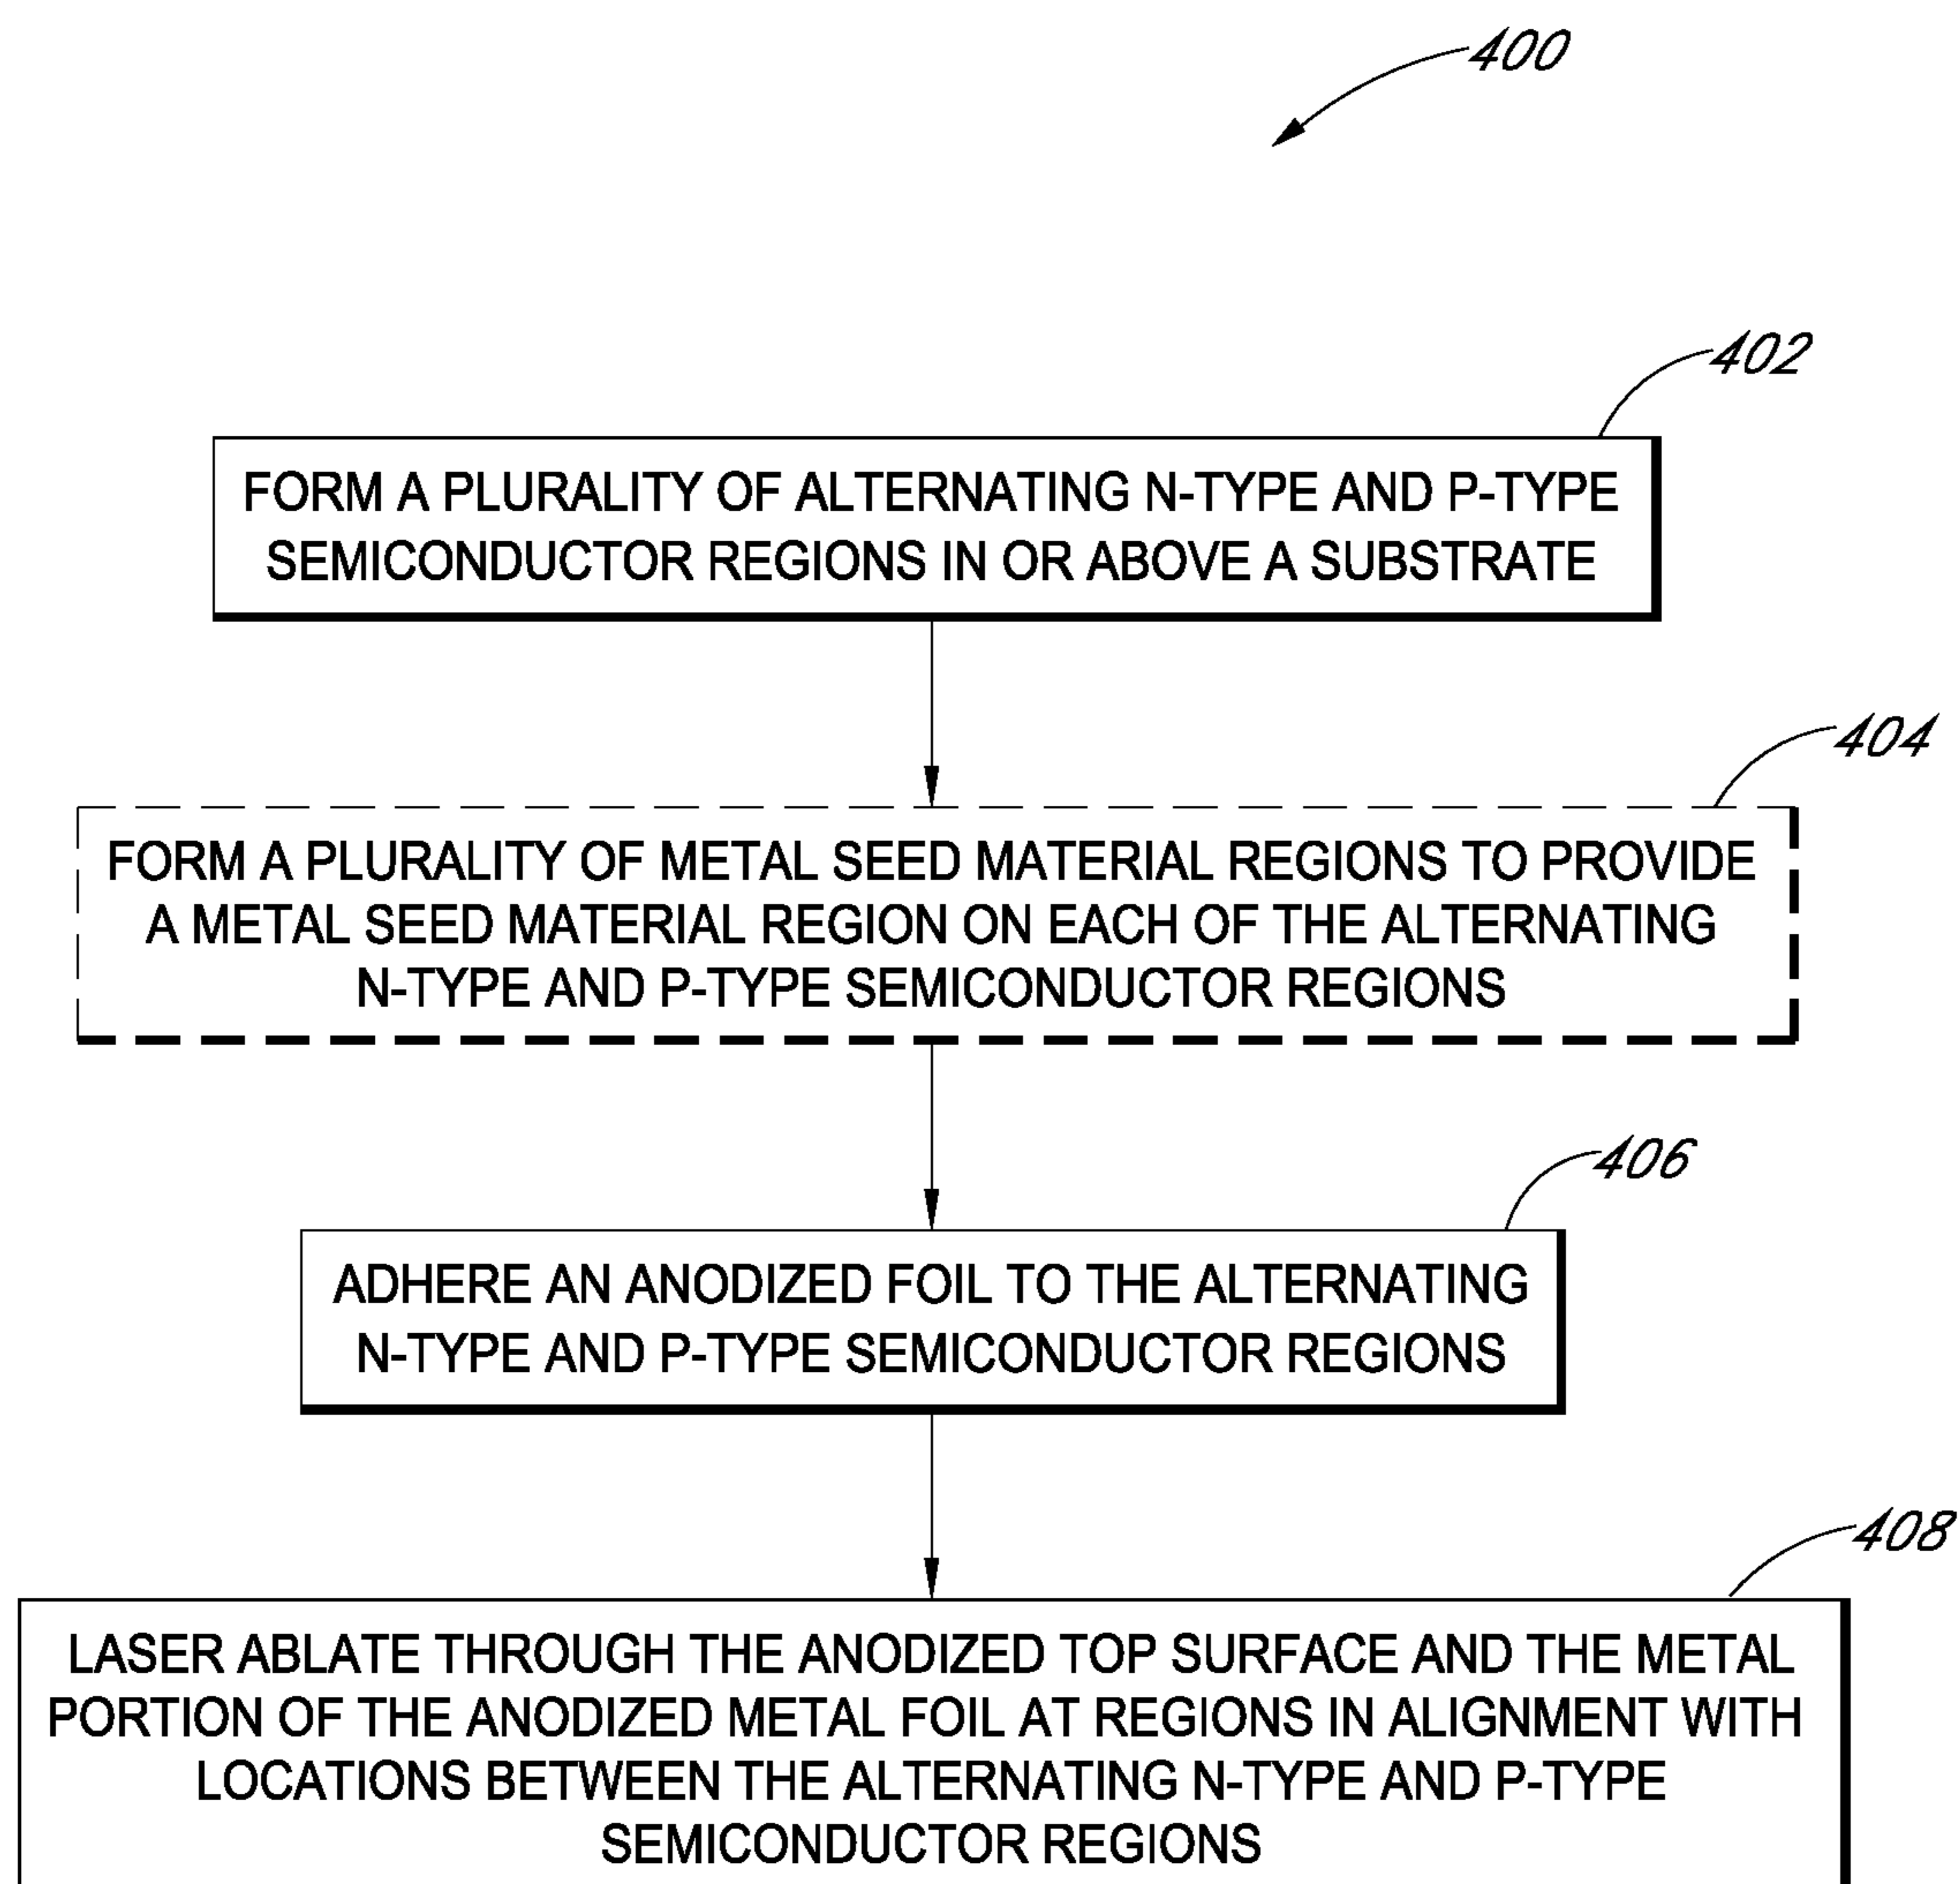 400
402
FORM A PLURALITY OF ALTERNATING N-TYPE AND P-TYPE
SEMICONDUCTOR REGIONS IN OR ABOVE A SUBSTRATE
404
FORM A PLURALITY OF METAL SEED MATERIAL REGIONS TO PROVIDE
A METAL SEED MATERIAL REGION ON EACH OF THE ALTERNATING
N-TYPE AND P-TYPE SEMICONDUCTOR REGIONS
406
ADHERE AN ANODIZED FOIL TO THE ALTERNATING
N-TYPE AND P-TYPE SEMICONDUCTOR REGIONS
408
LASER ABLATE THROUGH THE ANODIZED TOP SURFACE AND THE METAL
PORTION OF THE ANODIZED METAL FOIL AT REGIONS IN ALIGNMENT WITH
LOCATIONS BETWEEN THE ALTERNATING N-TYPE AND P-TYPE
SEMICONDUCTOR REGIONS